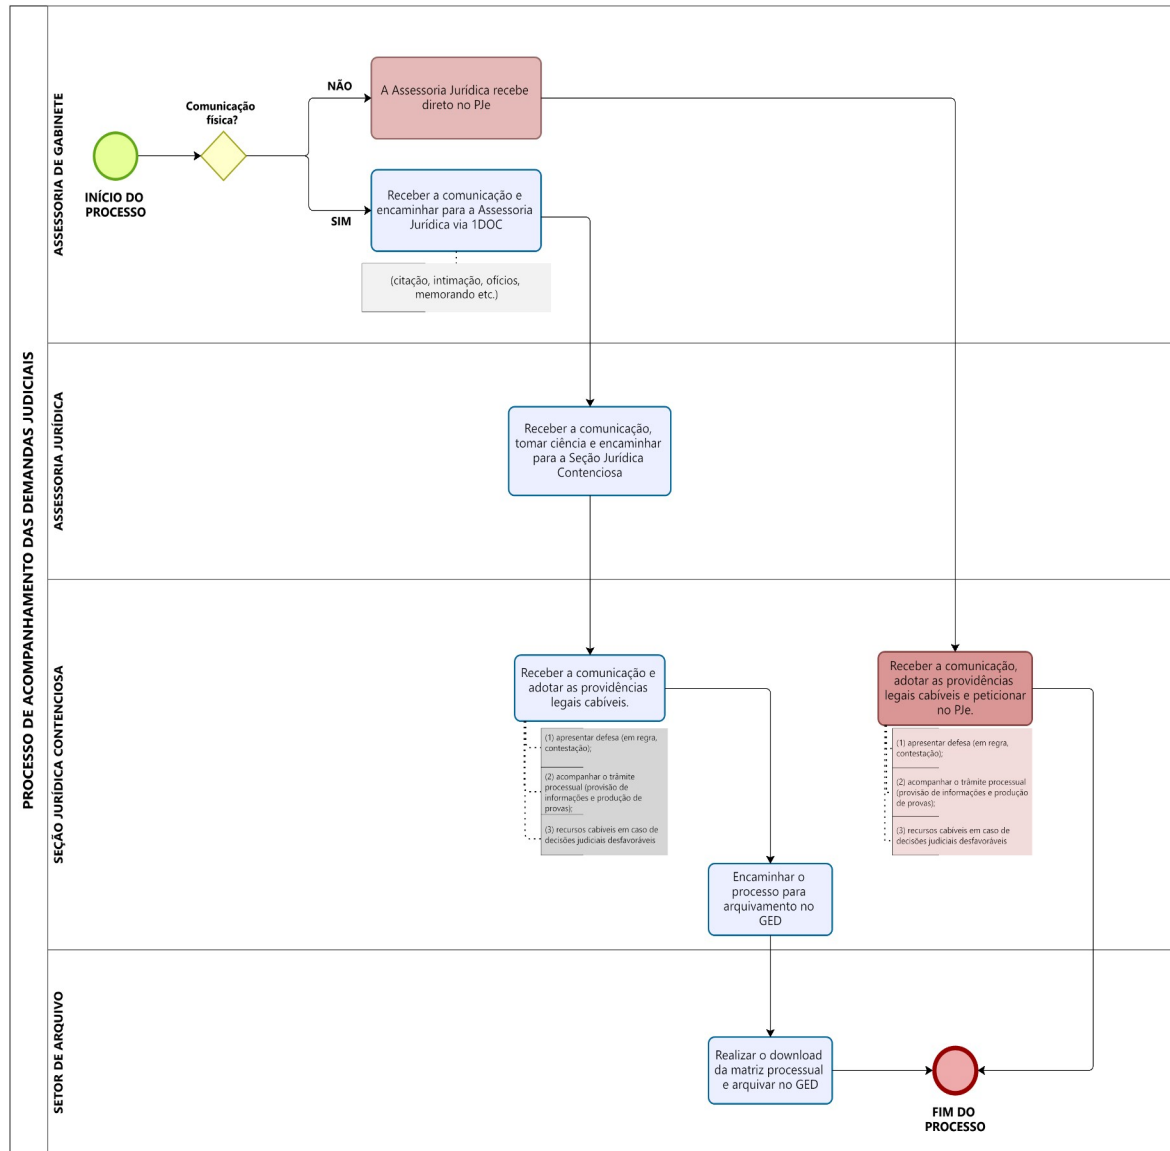 PROCESSO DE ACOMPANHAMENTO DAS DEMANDAS JUDICIAIS
ASSESSORIA DE GABINETE
INÍCIO DO
PROCESSO
Comunicação
física?
NÃO
SIM
A Assessoria Jurídica recebe
direto no PJe
Receber a comunicação e
encaminhar para a Assessoria
Jurídica via 1DOC
(citação, intimação, ofícios,
memorando etc.)
ASSESSORIA JURÍDICA
Receber a comunicação,
tomar ciência e encaminhar
para a Seção Jurídica
Contenciosa
SEÇÃO JURÍDICA CONTENCIOSA
Receber a comunicação e
adotar as providências
legais cabíveis.
(1) apresentar defesa (em regra,
contestação);
(2) acompanhar o trâmite
processual (provisão de
informações e produção de
provas);
(3) recursos cabíveis em caso de
decisões judiciais desfavoráveis
Receber a comunicação,
adotar as providências
legais cabíveis e peticionar
no PJe.
(1) apresentar defesa (em regra,
contestação);
(2) acompanhar o trâmite processual
(provisão de informações e produção
de provas);
(3) recursos cabíveis em caso de
decisões judiciais desfavoráveis
Encaminhar o
processo para
arquivamento no
GED
SETOR DE ARQUIVO
Realizar o download
da matriz processual
e arquivar no GED
FIM DO
PROCESSO